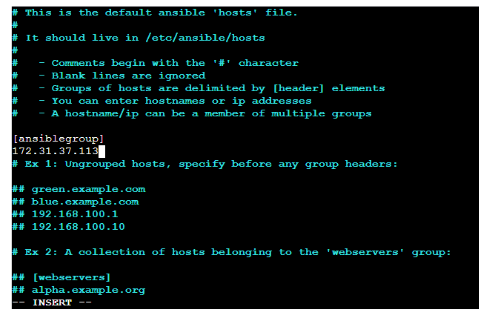 # This is the default ansible 'hosts' file.
#
# It should live in /etc/ansible/hosts
#
#   - Comments begin with the '#' character
#   - Blank lines are ignored
#   - Groups of hosts are delimited by [header] elements
#   - You can enter hostnames or ip addresses
#   - A hostname/ip can be a member of multiple groups
[ansiblegroup]
172.31.37.113
# Ex 1: Ungrouped hosts, specify before any group headers:
## green.example.com
## blue.example.com
## 192.168.100.1
## 192.168.100.10
# Ex 2: A collection of hosts belonging to the 'webservers' group:
## [webservers]
## alpha.example.org
-- INSERT --